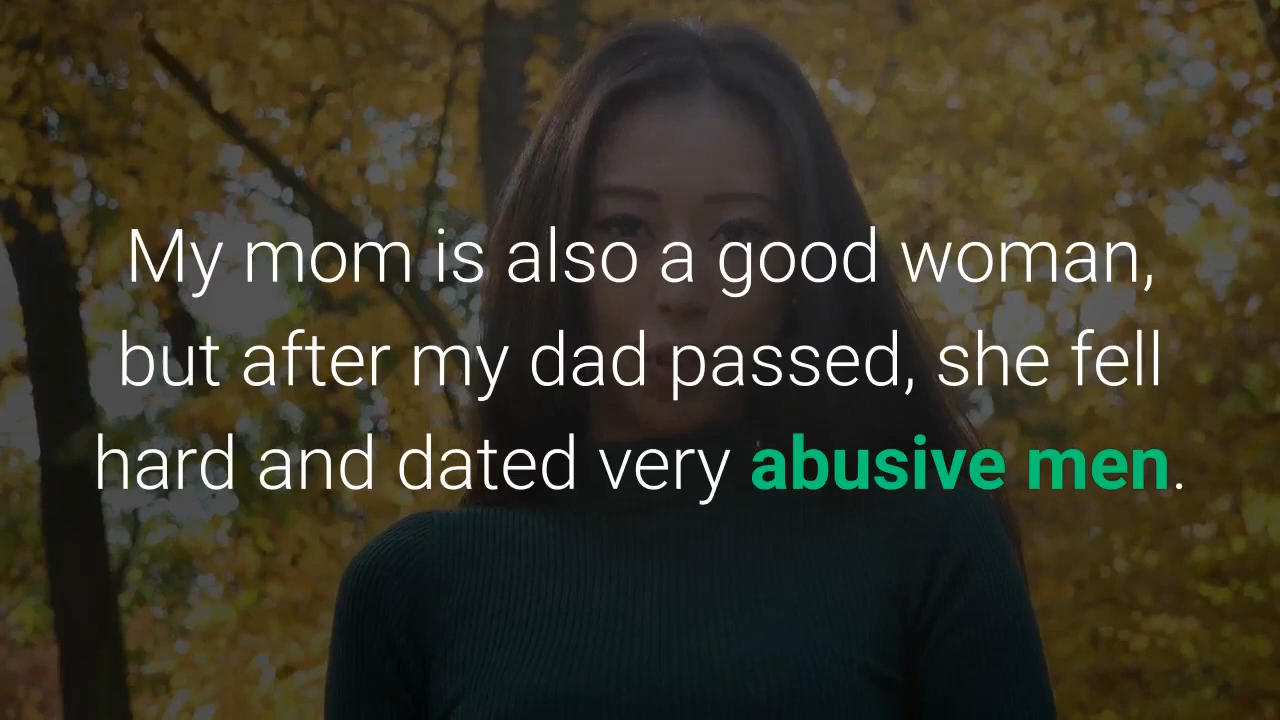 My mom is also a good woman,
but after my dad passed, she fell
hard and dated very abusive men.